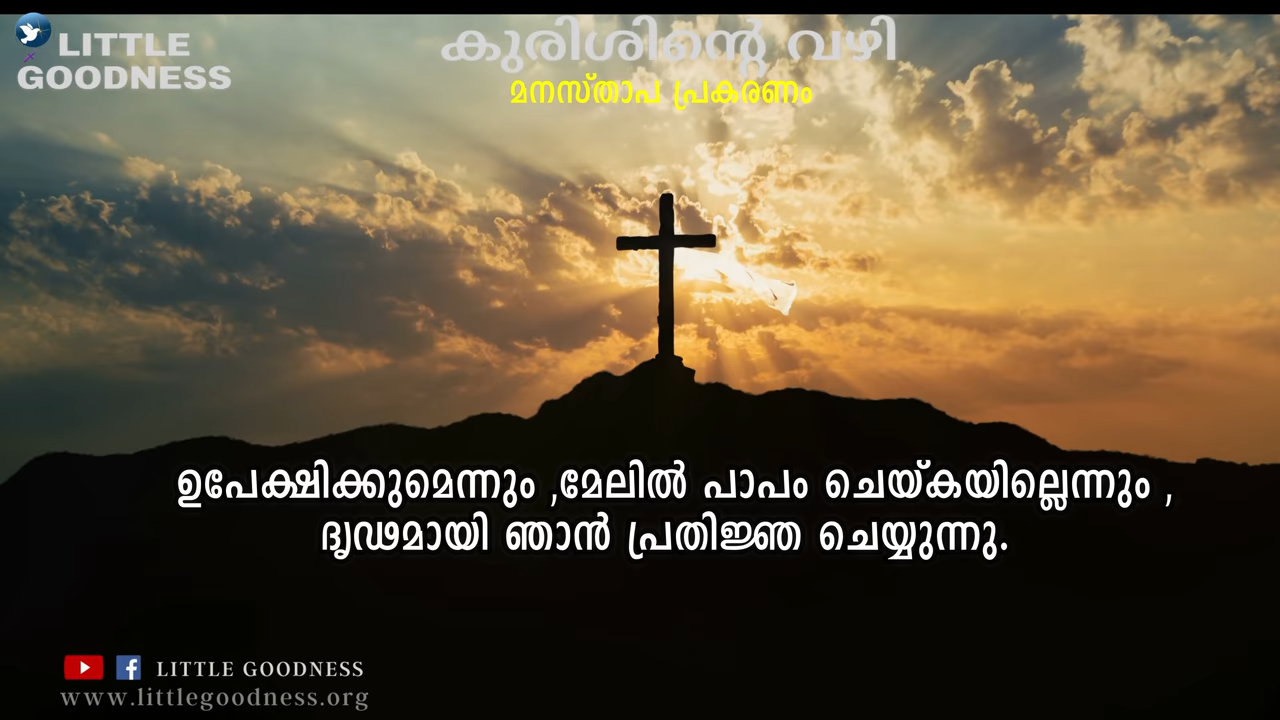 LITTLE
GOODNESS
കുരിശിന്റെ വഴി
മനസ്താപ പ്രകരണം
ഉപേക്ഷിക്കുമെന്നും ,മേലിൽ പാപം ചെയ്കയില്ലെന്നും ,
ദൃഢമായി ഞാൻ പ്രതിജ്ഞ ചെയ്യുന്നു.
LITTLE GOODNESS
www.littlegoodness.org